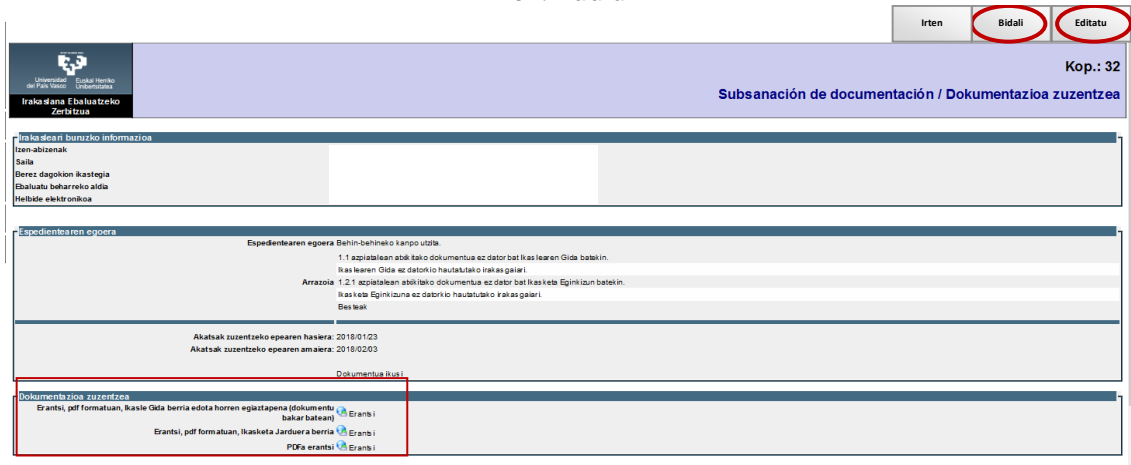 Irten
Bidali
Editatu
Universidad del País Vasco
Euskal Herriko Unibertsitatea
Irakaslana Ebaluatzeko Zerbitzua
Kop.: 32
Subsanación de documentación / Dokumentazioa zuzentzea
Irakasleari buruzko informazioa
Izen-abizenak
Saila
Berez dagokion ikastegia
Ebaluatu beharreko aldia
Helbide elektronikoa
Espedientearen egoera
Espedientearen egoera Behin-behineko kanpo utzita.
1.1 azpiatalean atxikitako dokumentua ez dator bat Ikaslearen Gida batekin.
Ikaslearen Gida ez datorkio hautatutako irakasgaiari.
Arrazoia 1.2.1 azpiatalean atxikitako dokumentua ez dator bat Ikasketa Eginkizun batekin.
Ikasketa Eginkizuna ez datorkio hautatutako irakasgaiari.
Besteak
Akatsak zuzentzeko epearen hasiera: 2018/01/23
Akatsak zuzentzeko epearen amaiera: 2018/02/03
Dokumentua ikusi
Dokumentazioa zuzentzea
Erantsi, pdf formatuan, Ikasle Gida berria edota horren egiaztapena (dokumentu
bakar batean) Erantsi
Erantsi, pdf formatuan, Ikasketa Jarduera berria Erantsi
PDFa erantsi Erantsi